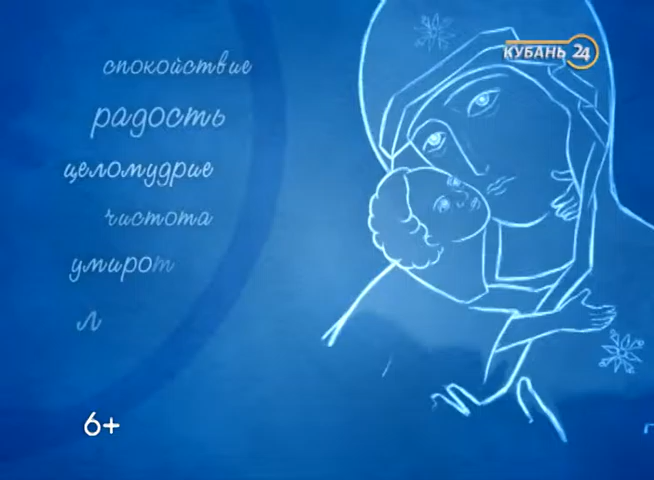 КУБАНЬ 24
спокойствие
радость
целомудрие
чистота
умирот
л
6+